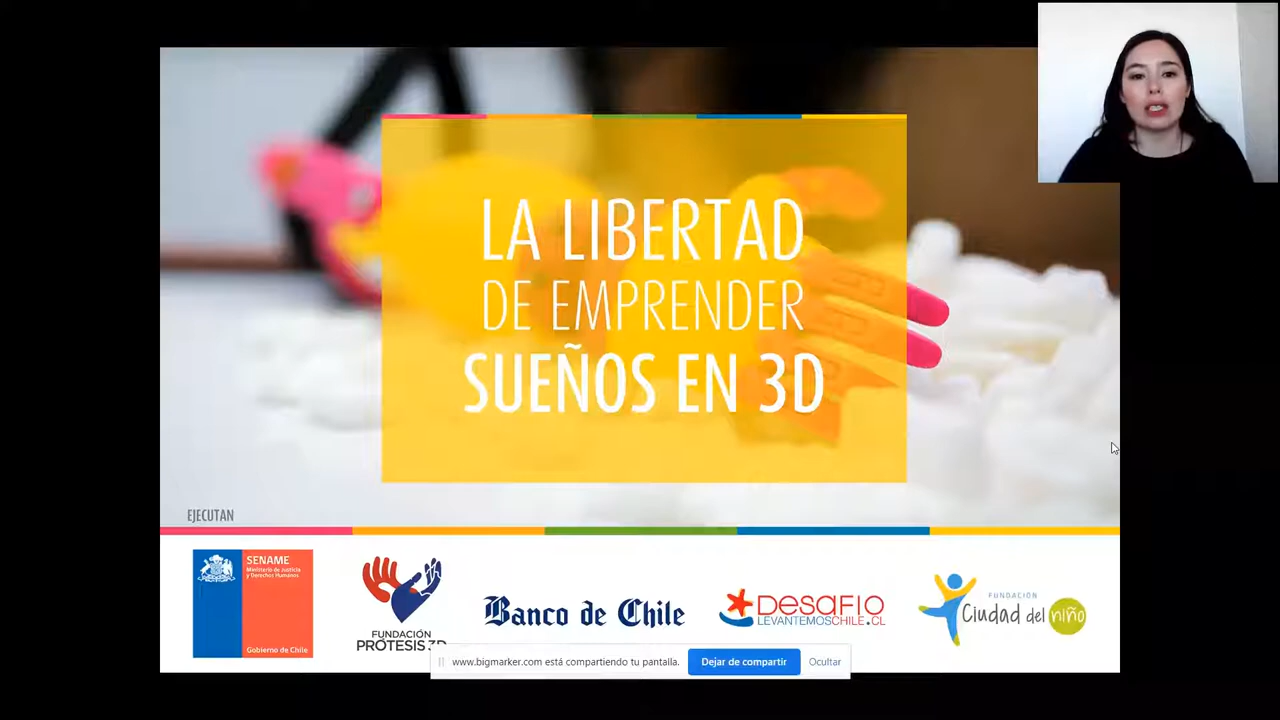 LA LIBERTAD
DE EMPRENDER
SUEÑOS EN 3D
EJECUTAN
SENAME
Ministerio de Justicia
y Derechos Humanos
Gobierno de Chile
FUNDACIÓN
PRÓTESIS 3D
Banco de Chile
DESAFIO
LEVANTEMOSCHILE.CL
FUNDACIÓN
Ciudad del niño
www.bigmarker.com está compartiendo tu pantalla.
Dejar de compartir
Ocultar